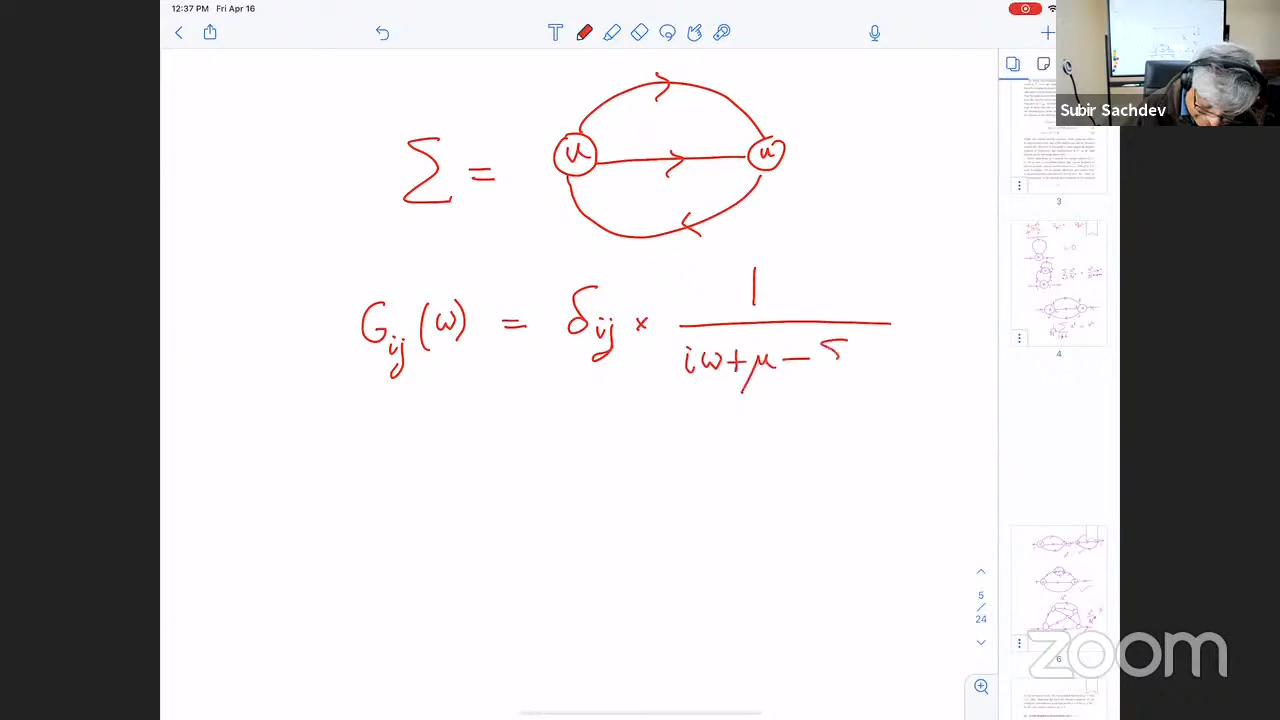 12:37 PM Fri Apr 16
Subir Sachdev
Σ =
u u
G_ij (ω) = δ_ij × 1
iω + μ −
3
4
5
/
24
6
zoom